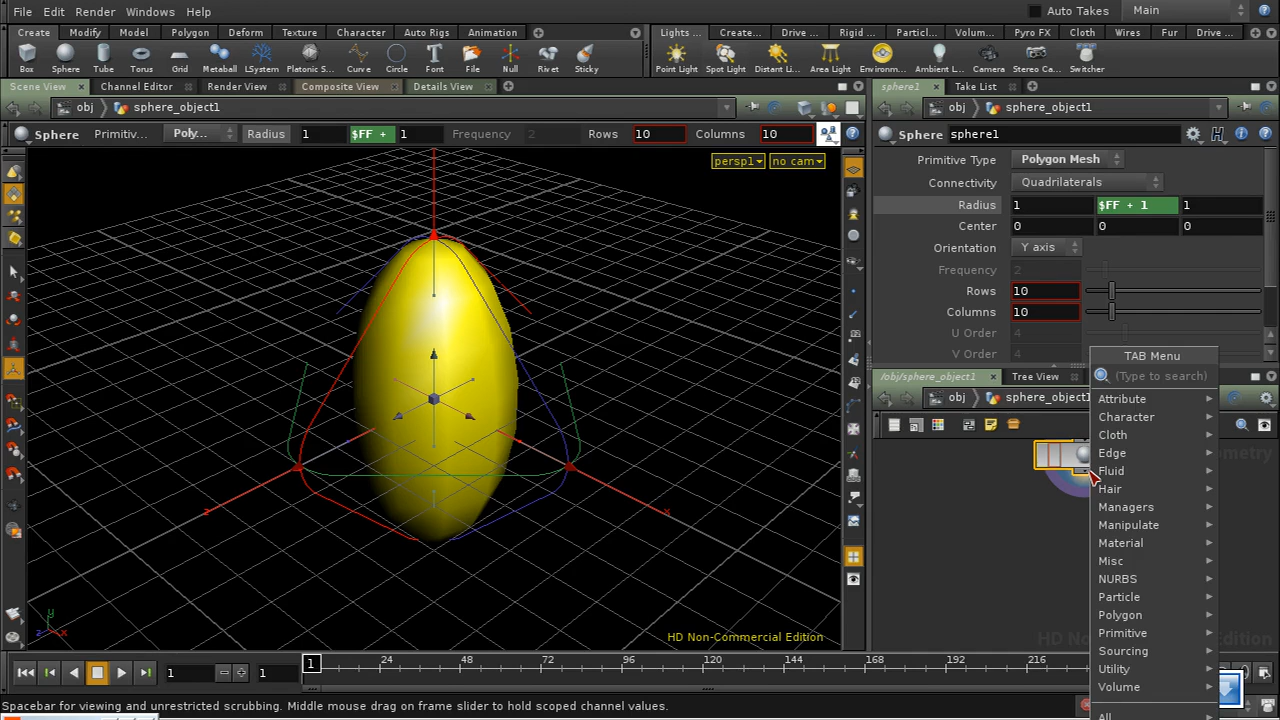 File Edit Render Windows Help Auto Takes Main
Create Modify Model Polygon Deform Texture Character Auto Rigs Animation
Lights ... Create... Drive ... Rigid ... Particl... Volum... Pyro FX Cloth Wires Fur Drive ...
Box Sphere Tube Torus Grid Metaball LSystem Platonic S... Curve Circle Font File Null Rivet Sticky
Point Light Spot Light Distant Li... Area Light Environm... Ambient L... Camera Stereo Ca... Switcher
Scene View Channel Editor Render View Composite View Details View
sphere1 Take List
obj sphere_object1
obj sphere_object1
Sphere Primitiv... Poly... Radius 1 $FF + 1 Frequency 2 Rows 10 Columns 10
Sphere sphere1
persp1 no cam
Primitive Type Polygon Mesh
Connectivity Quadrilaterals
Radius 1 $FF + 1 1
Center 0 0 0
Orientation Y axis
Frequency 2
Rows 10
Columns 10
U Order 4
V Order 4
/obj/sphere_object1 Tree View
obj sphere_object1
TAB Menu
(Type to search)
Attribute
Character
Cloth
Edge
Fluid
Hair
Managers
Manipulate
Material
Misc
NURBS
Particle
Polygon
Primitive
Sourcing
Utility
Volume
All
z x
y
z x
HD Non-Commercial Edition
1 1 1 24 48 72 96 120 144 168 192 216
Spacebar for viewing and unrestricted scrubbing. Middle mouse drag on frame slider to hold scoped channel values.